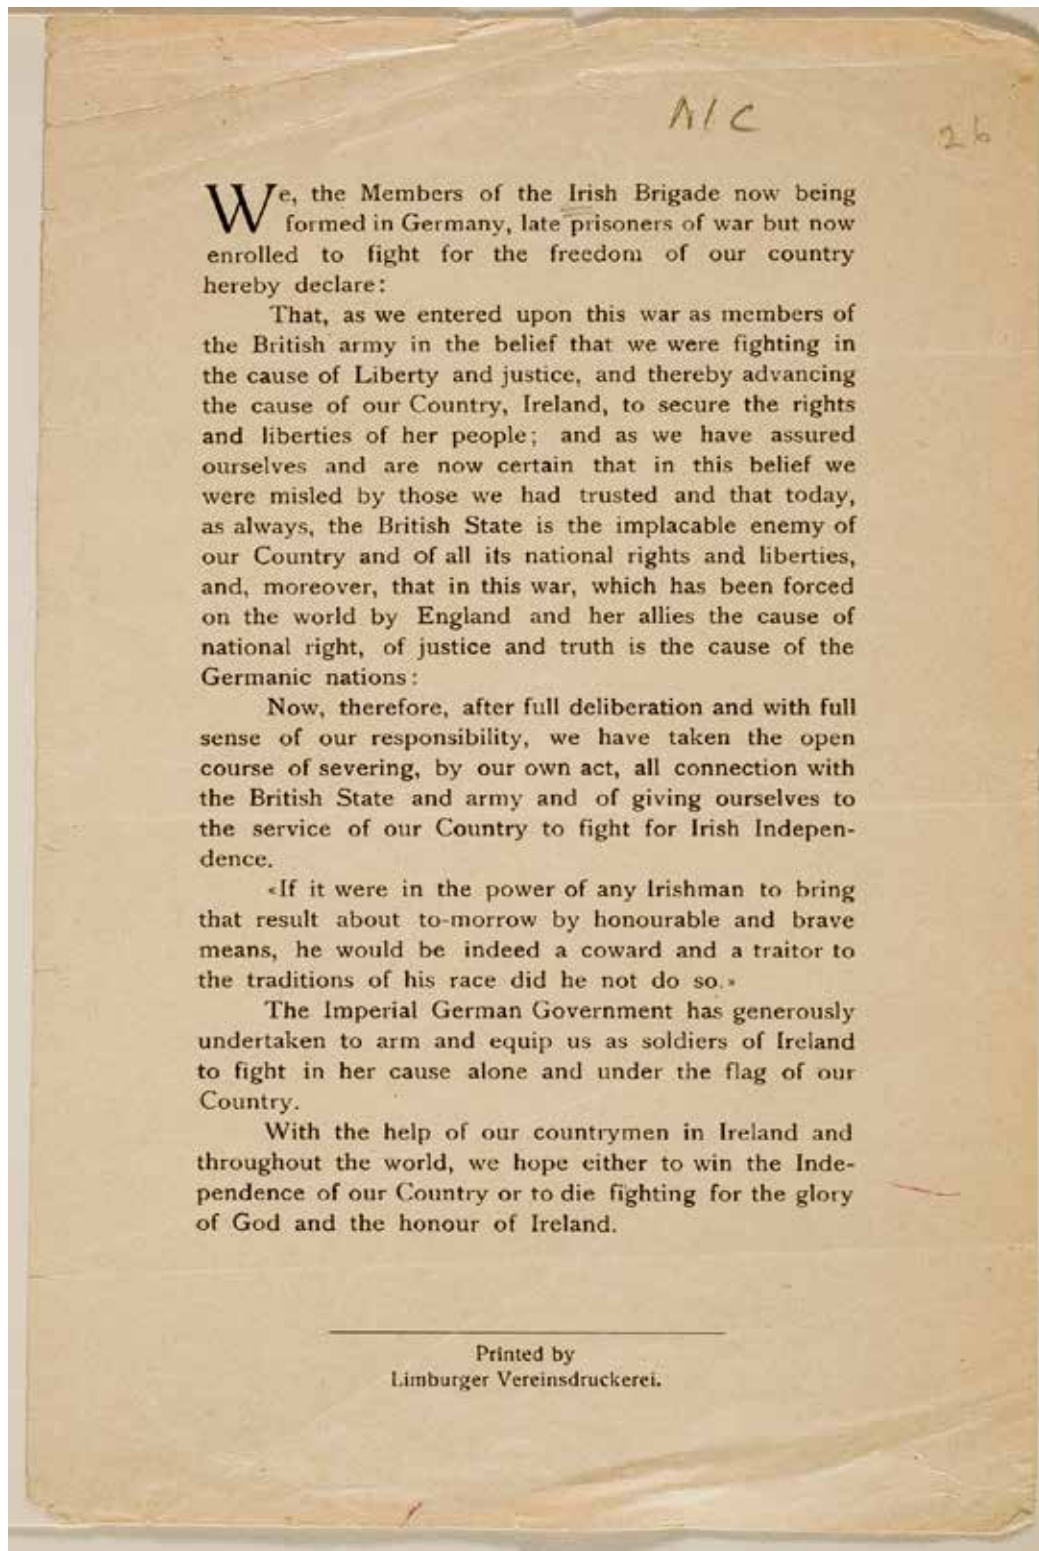 NIC
26
We, the Members of the Irish Brigade now being
formed in Germany, late prisoners of war but now
enrolled to fight for the freedom of our country
hereby declare:
That, as we entered upon this war as members of
the British army in the belief that we were fighting in
the cause of Liberty and justice, and thereby advancing
the cause of our Country, Ireland, to secure the rights
and liberties of her people; and as we have assured
ourselves and are now certain that in this belief we
were misled by those we had trusted and that today,
as always, the British State is the implacable enemy of
our Country and of all its national rights and liberties,
and, moreover, that in this war, which has been forced
on the world by England and her allies the cause of
national right, of justice and truth is the cause of the
Germanic nations:
Now, therefore, after full deliberation and with full
sense of our responsibility, we have taken the open
course of severing, by our own act, all connection with
the British State and army and of giving ourselves to
the service of our Country to fight for Irish Indepen-
dence.
«If it were in the power of any Irishman to bring
that result about to-morrow by honourable and brave
means, he would be indeed a coward and a traitor to
the traditions of his race did he not do so.»
The Imperial German Government has generously
undertaken to arm and equip us as soldiers of Ireland
to fight in her cause alone and under the flag of our
Country.
With the help of our countrymen in Ireland and
throughout the world, we hope either to win the Inde-
pendence of our Country or to die fighting for the glory
of God and the honour of Ireland.
Printed by
Limburger Vereinsdruckerei.